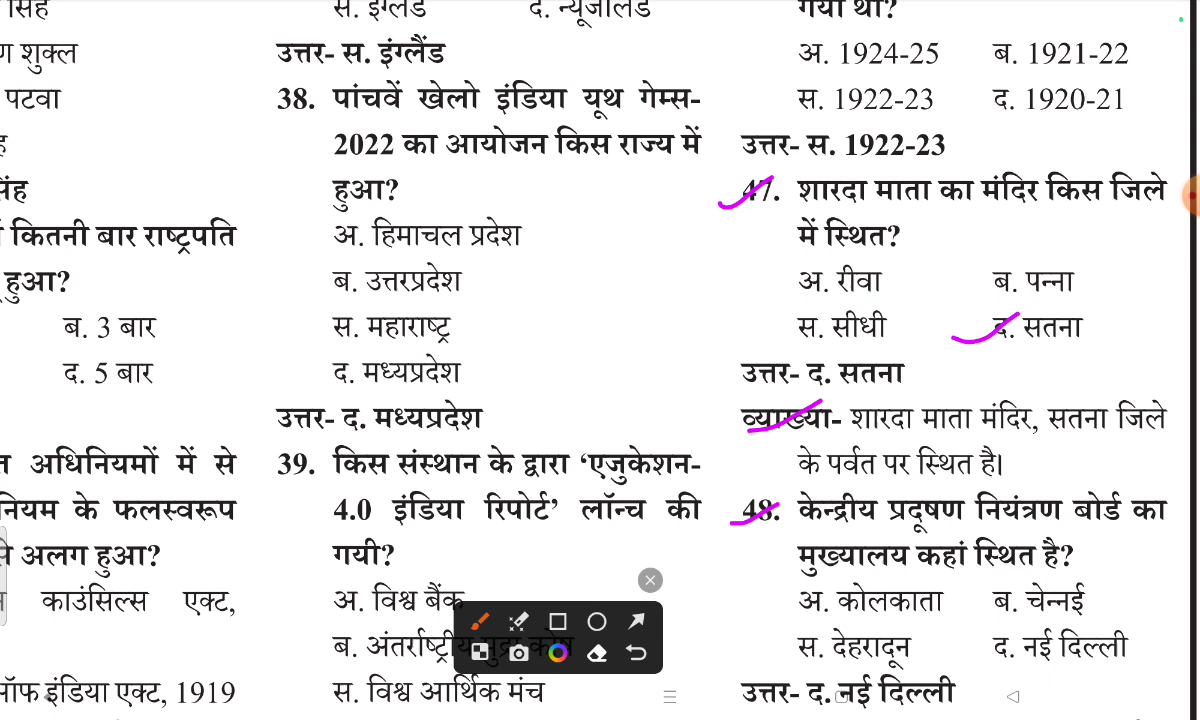 सिंह
ण शुक्ल
पटवा
ह
संह
कितनी बार राष्ट्रपति
हुआ?
ब. 3 बार
द. 5 बार
त अधिनियमों में से
नियम के फलस्वरूप
से अलग हुआ?
काउंसिल्स एक्ट,
ऑफ इंडिया एक्ट, 1919
स. इंग्लैंड द. न्यूजीलैंड
उत्तर- स. इंग्लैंड
38. पांचवें खेलो इंडिया यूथ गेम्स-
2022 का आयोजन किस राज्य में
हुआ?
अ. हिमाचल प्रदेश
ब. उत्तरप्रदेश
स. महाराष्ट्र
द. मध्यप्रदेश
उत्तर- द. मध्यप्रदेश
39. किस संस्थान के द्वारा ‘एजुकेशन-
4.0 इंडिया रिपोर्ट’ लॉन्च की
गयी?
अ. विश्व बैंक
ब. अंतर्राष्ट्रीय मुद्रा कोष
स. विश्व आर्थिक मंच
गया था?
अ. 1924-25 ब. 1921-22
स. 1922-23 द. 1920-21
उत्तर- स. 1922-23
47. शारदा माता का मंदिर किस जिले
में स्थित?
अ. रीवा ब. पन्ना
स. सीधी द. सतना
उत्तर- द. सतना
व्याख्या- शारदा माता मंदिर, सतना जिले
के पर्वत पर स्थित है।
48. केन्द्रीय प्रदूषण नियंत्रण बोर्ड का
मुख्यालय कहां स्थित है?
अ. कोलकाता ब. चेन्नई
स. देहरादून द. नई दिल्ली
उत्तर- द. नई दिल्ली